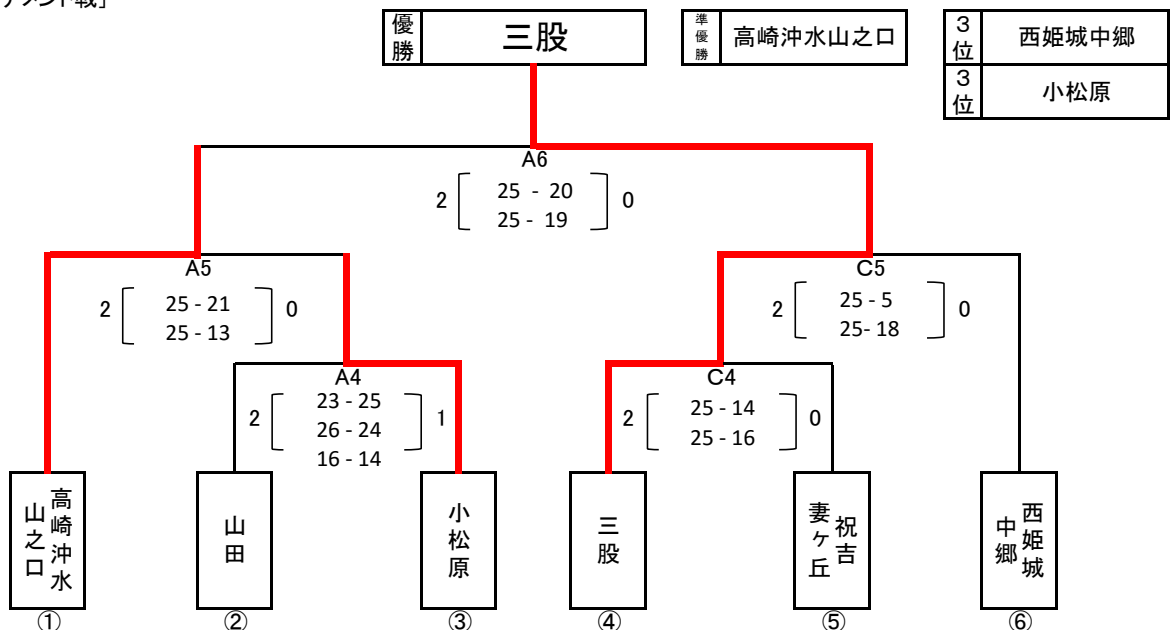 ナメント戦」
優勝 三股
準優勝 高崎沖水山之口
3位 西姫城中郷
3位 小松原
A6
2 25 - 20 0
25 - 19
A5
2 25 - 21 0
25 - 13
C5
2 25 - 5 0
25- 18
A4
23 - 25
2 26 - 24 1
16 - 14
C4
2 25 - 14 0
25 - 16
高崎沖水
山之口
山田
小松原
三股
祝吉
妻ヶ丘
西姫城
中郷
① ② ③ ④ ⑤ ⑥